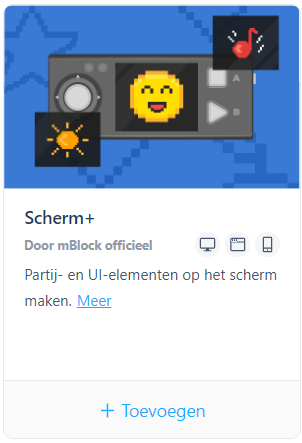 A
B
Scherm+
Door mBlock officieel
Partij- en UI-elementen op het scherm
maken. Meer
+ Toevoegen